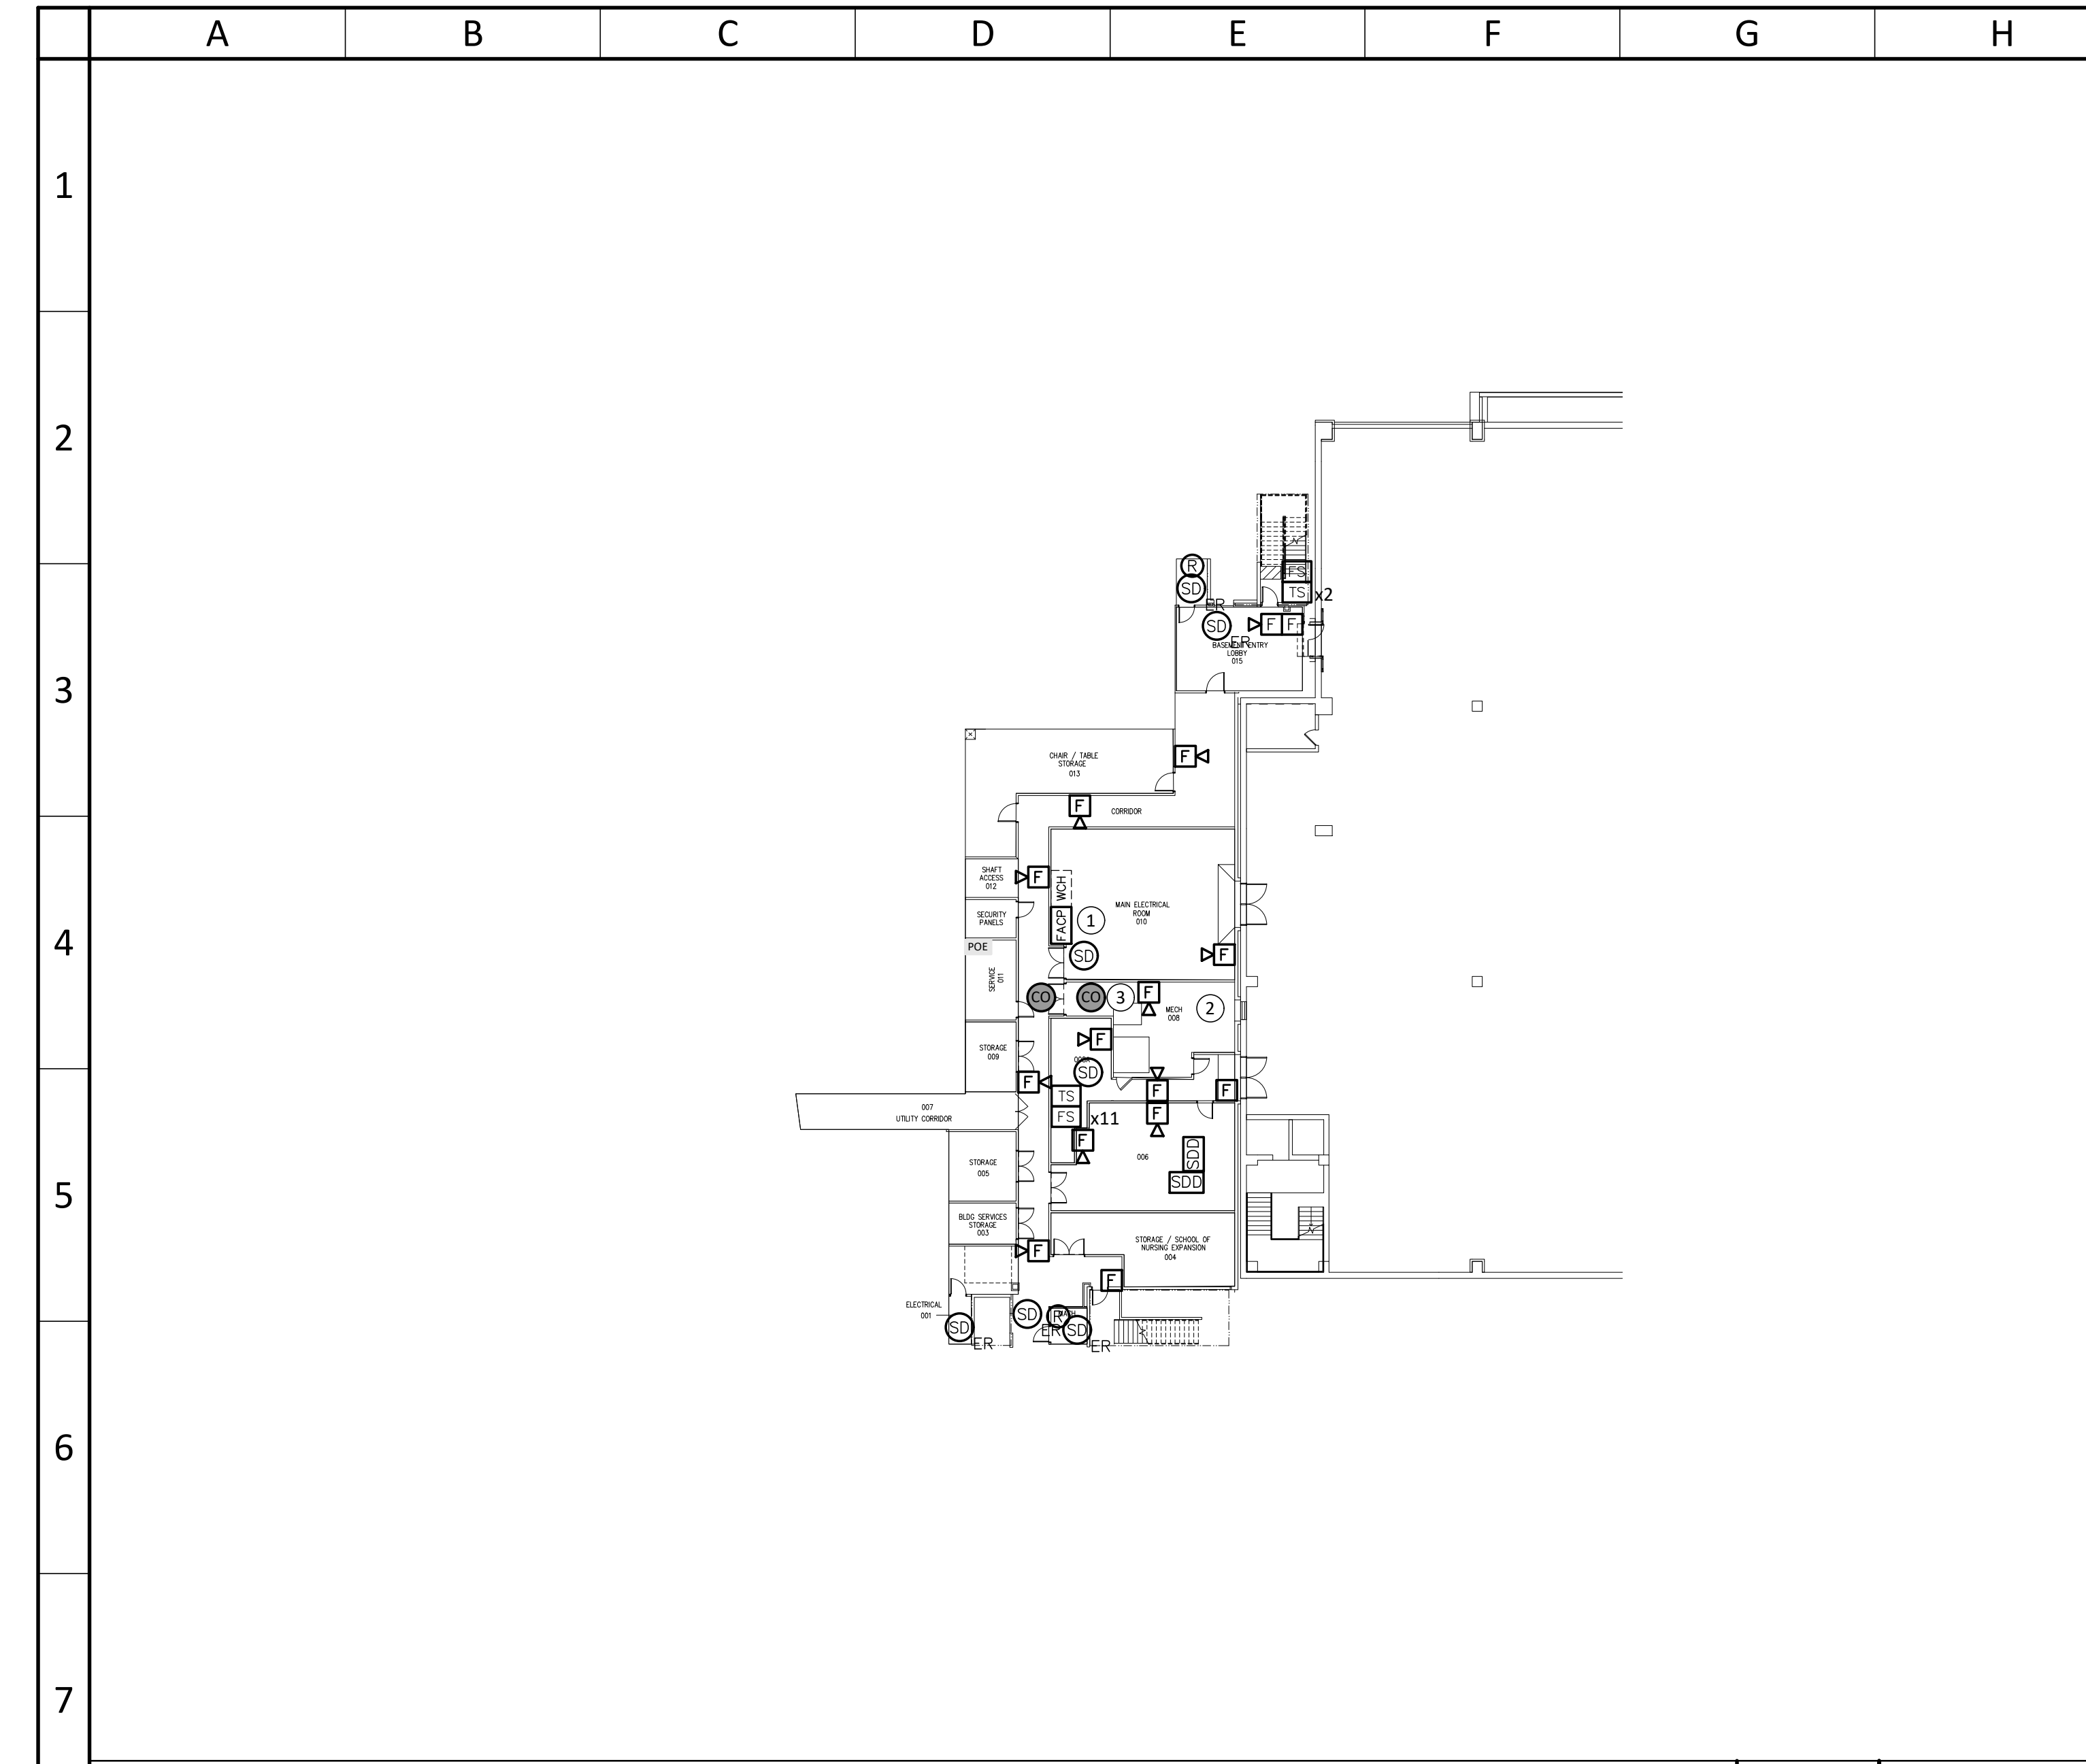 A B C D E F G H
1
2
R
SD
ER
FS
TS x2
SD
ER
F F
BASEMENT ENTRY
LOBBY
015
3
CHAIR / TABLE
STORAGE
013
F
F
CORRIDOR
SHAFT
ACCESS
012
F
WCH
FACP
1
MAIN ELECTRICAL
ROOM
010
SECURITY
PANELS
4
POE
SD
F
SERVICE
011
CO
CO
3
F
MECH
008
2
F
STORAGE
009
SD
F
TS
FS x11
F
F
F
007
UTILITY CORRIDOR
F
006
SDD
SDD
STORAGE
005
5
BLDG SERVICES
STORAGE
003
F
STORAGE / SCHOOL OF
NURSING EXPANSION
004
F
ELECTRICAL
001
SD
ER
SD
R
ER
SD
ER
6
7